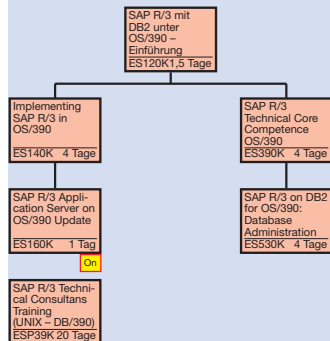 SAP R/3 mit
DB2 unter
OS/390 –
Einführung
ES120K1,5 Tage
Implementing
SAP R/3 in
OS/390
ES140K 4 Tage
SAP R/3
Technical Core
Competence
OS/390
ES390K 4 Tage
SAP R/3 Appli-
cation Server on
OS/390 Update
ES160K 1 Tag
On
SAP R/3 on DB2
for OS/390:
Database
Administration
ES530K 4 Tage
SAP R/3 Techni-
cal Consultans
Training
(UNIX – DB/390)
ESP39K 20 Tage